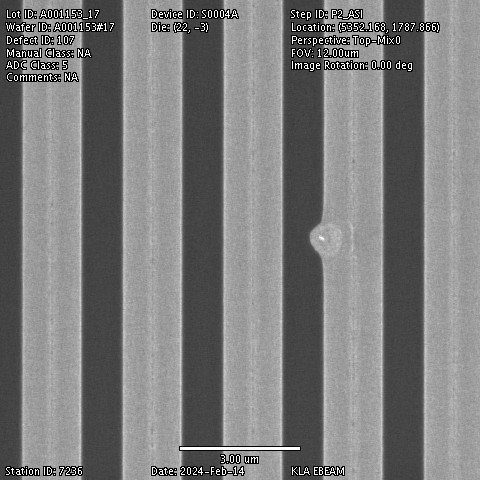 Lot ID: A001153_17
Wafer ID: A001153#17
Defect ID: 107
Manual Class: NA
ADC Class: 5
Comments: NA
Device ID: S0004A
Die: (22, -3)
Step ID: P2_ASI
Location: (5352.168, 1787.866)
Perspective: Top-Mix0
FOV: 12.00um
Image Rotation: 0.00 deg
3.00 um
Station ID: 7236
Date: 2024-Feb-14
KLA EBEAM